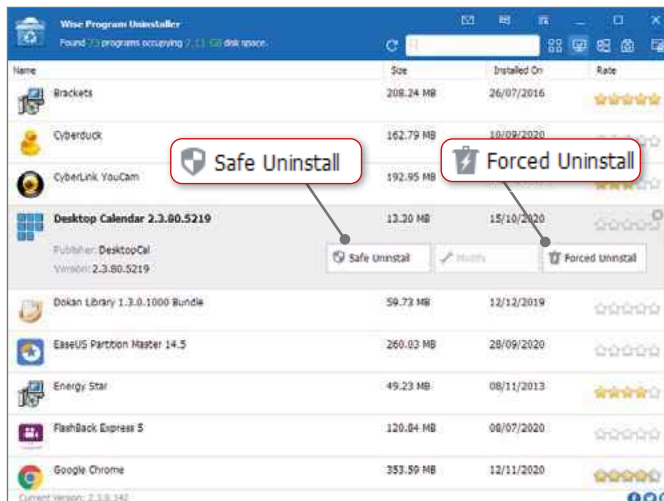 Wise Program Uninstaller
Found 73 programs occupying 7.11 GB disk space.
Name Size Installed On Rate
Brackets 208.24 MB 26/07/2016
Cyberduck 162.79 MB 10/09/2020
Safe Uninstall Forced Uninstall
CyberLink YouCam 192.95 MB
Desktop Calendar 2.3.80.5219 13.20 MB 15/10/2020
Publisher: DesktopCal
Safe Uninstall Modify Forced Uninstall
Version: 2.3.80.5219
Dokan Library 1.3.0.1000 Bundle 59.73 MB 12/12/2019
EaseUS Partition Master 14.5 260.03 MB 28/09/2020
Energy Star 49.23 MB 08/11/2013
FlashBack Express 5 120.84 MB 08/07/2020
Google Chrome 353.59 MB 12/11/2020
Current Version: 2.3.8.142